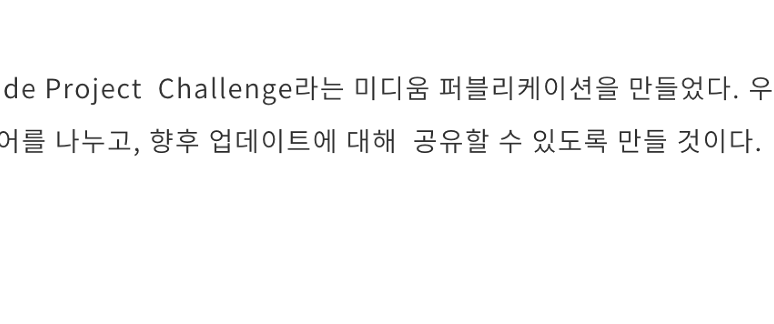 de Project  Challenge라는 미디움 퍼블리케이션을 만들었다. 우
어를 나누고, 향후 업데이트에 대해  공유할 수 있도록 만들 것이다.